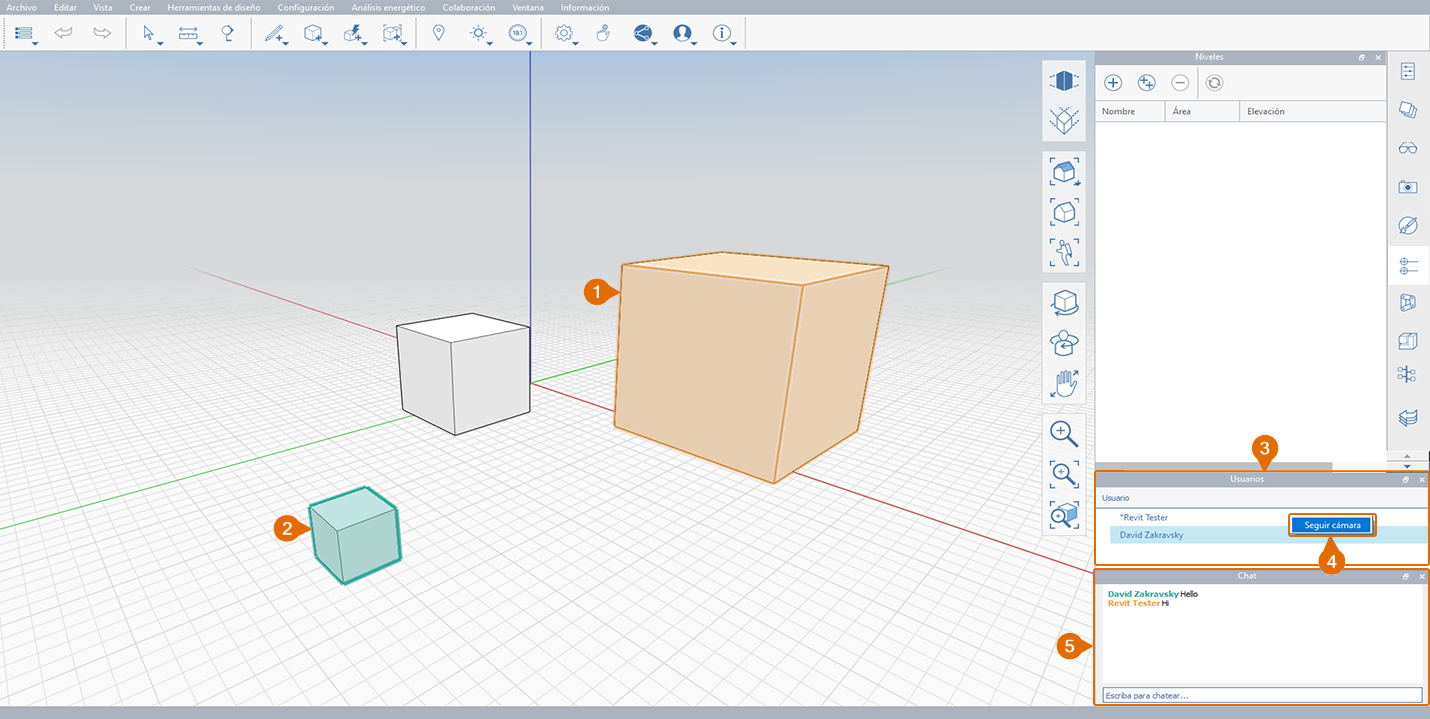 Archivo Editar Vista Crear Herramientas de diseño Configuración Análisis energético Colaboración Ventana Información
19.1
Niveles
Nombre Área Elevación
1
2
3
Usuarios
Usuario
*Revit Tester
Seguir cámara
David Zakravsky
4
Chat
David Zakravsky Hello
Revit Tester Hi
5
Escriba para chatear...